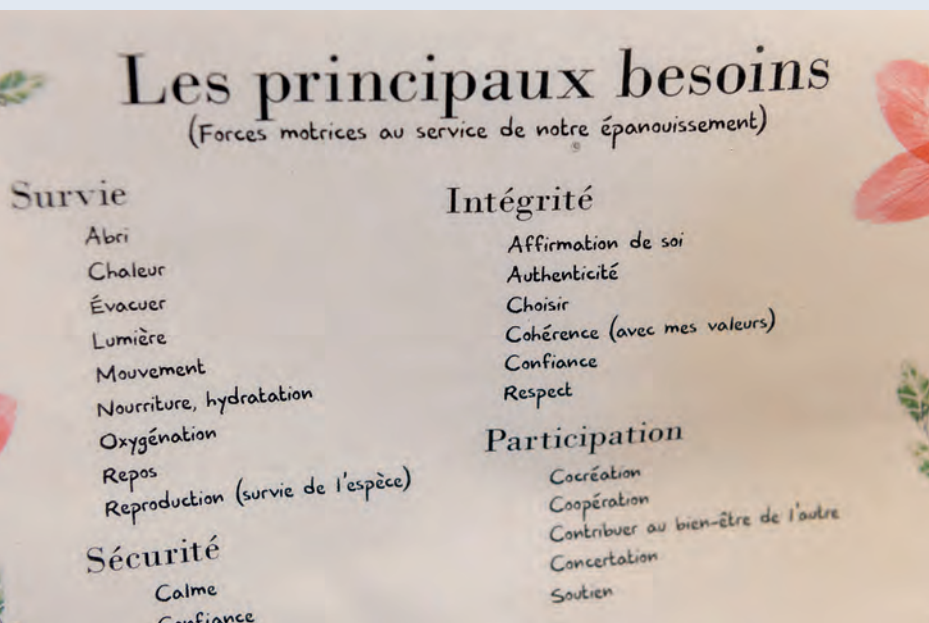 Les principaux besoins
(Forces motrices au service de notre épanouissement)
Survie
Abri
Chaleur
Évacuer
Lumière
Mouvement
Nourriture, hydratation
Oxygénation
Repos
Reproduction (survie de l'espèce)
Sécurité
Calme
Confiance
Intégrité
Affirmation de soi
Authenticité
Choisir
Cohérence (avec mes valeurs)
Confiance
Respect
Participation
Cocréation
Coopération
Contribuer au bien-être de l'autre
Concertation
Soutien